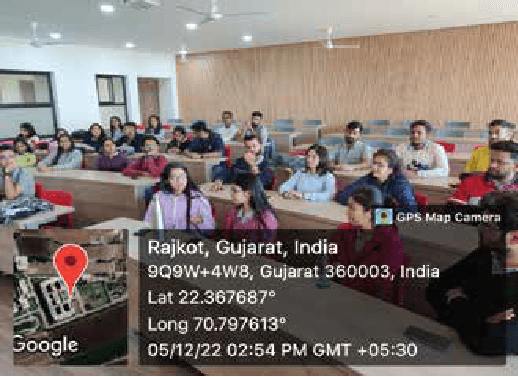 GPS Map Camera
Rajkot, Gujarat, India
9Q9W+4W8, Gujarat 360003, India
Lat 22.367687°
Long 70.797613°
05/12/22 02:54 PM GMT +05:30
Google